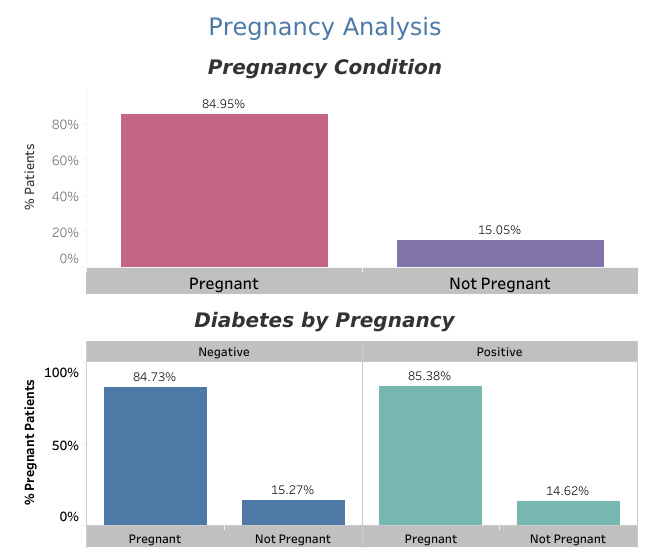 Pregnancy Analysis
Pregnancy Condition
% Patients
80%
60%
40%
20%
0%
84.95%
15.05%
Pregnant
Not Pregnant
Diabetes by Pregnancy
Negative
Positive
% Pregnant Patients
100%
50%
0%
84.73%
15.27%
85.38%
14.62%
Pregnant
Not Pregnant
Pregnant
Not Pregnant